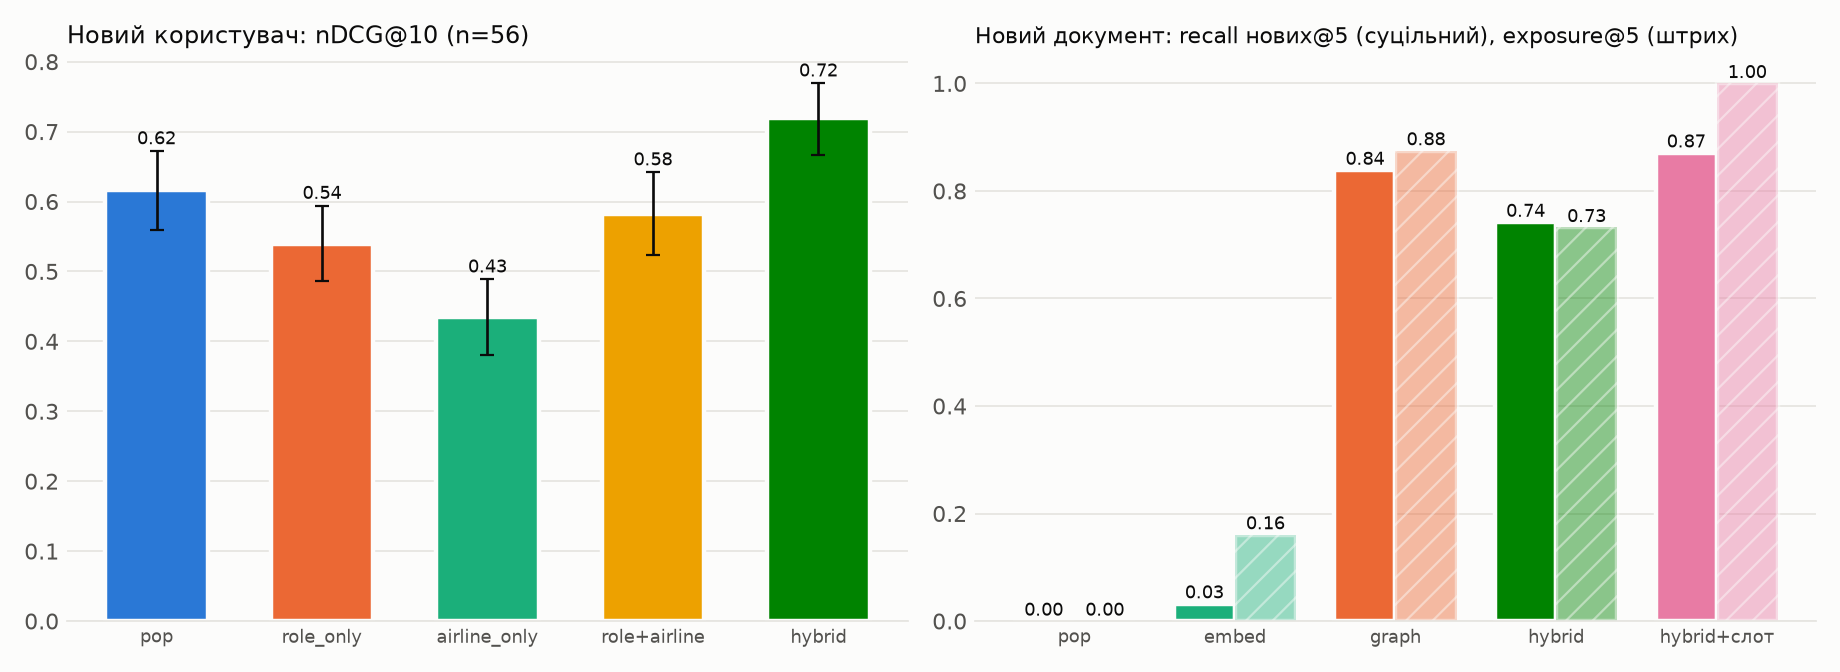 Новий користувач: nDCG@10 (n=56)
0.8
0.7
0.6
0.5
0.4
0.3
0.2
0.1
0.0
0.62
0.54
0.43
0.58
0.72
pop
role_only
airline_only
role+airline
hybrid
Новий документ: recall нових@5 (суцільний), exposure@5 (штрих)
1.0
0.8
0.6
0.4
0.2
0.0
0.00
0.00
0.03
0.16
0.84
0.88
0.74
0.73
0.87
1.00
pop
embed
graph
hybrid
hybrid+слот